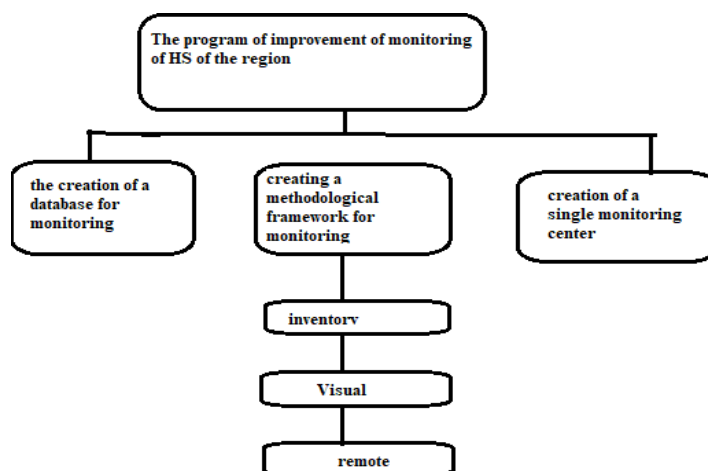 The program of improvement of monitoring
of HS of the region
the creation of a
database for
monitoring
creating a
methodological
framework for
monitoring
creation of a
single monitoring
center
inventory
Visual
remote